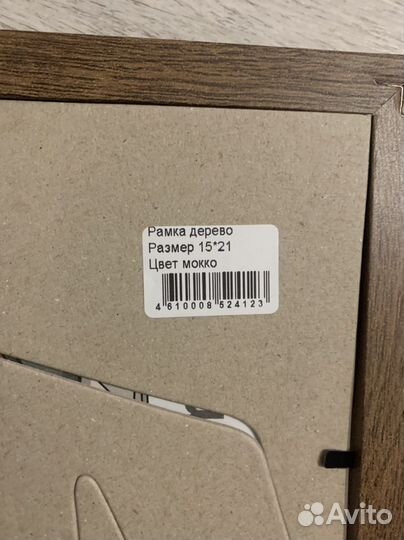 Рамка дерево
Размер 15*21
Цвет мокко
4 610008 524123
Avito